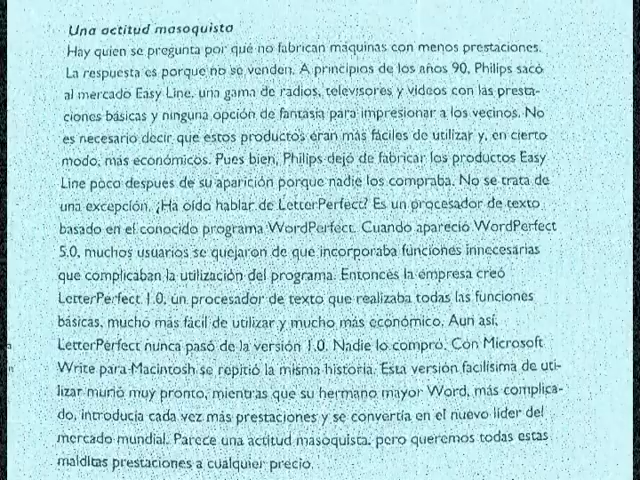 Una actitud masoquista
Hay quien se pregunta por qué no fabrican máquinas con menos prestaciones.
La respuesta es porque no se venden. A principios de los años 90, Philips sacó
al mercado Easy Line, una gama de radios, televisores y vídeos con las presta-
ciones básicas y ninguna opción de fantasía para impresionar a los vecinos. No
es necesario decir que estos productos eran más fáciles de utilizar y, en cierto
modo, más económicos. Pues bien, Philips dejó de fabricar los productos Easy
Line poco después de su aparición porque nadie los compraba. No se trata de
una excepción. ¿Ha oído hablar de LetterPerfect? Es un procesador de texto
basado en el conocido programa WordPerfect. Cuando apareció WordPerfect
5.0, muchos usuarios se quejaron de que incorporaba funciones innecesarias
que complicaban la utilización del programa. Entonces la empresa creó
LetterPerfect 1.0, un procesador de texto que realizaba todas las funciones
básicas, mucho más fácil de utilizar y mucho más económico. Aun así,
LetterPerfect nunca pasó de la versión 1.0. Nadie lo compró. Con Microsoft
Write para Macintosh se repitió la misma historia. Esta versión facilísima de uti-
lizar murió muy pronto, mientras que su hermano mayor Word, más complica-
do, introducía cada vez más prestaciones y se convertía en el nuevo líder del
mercado mundial. Parece una actitud masoquista, pero queremos todas estas
malditas prestaciones a cualquier precio.